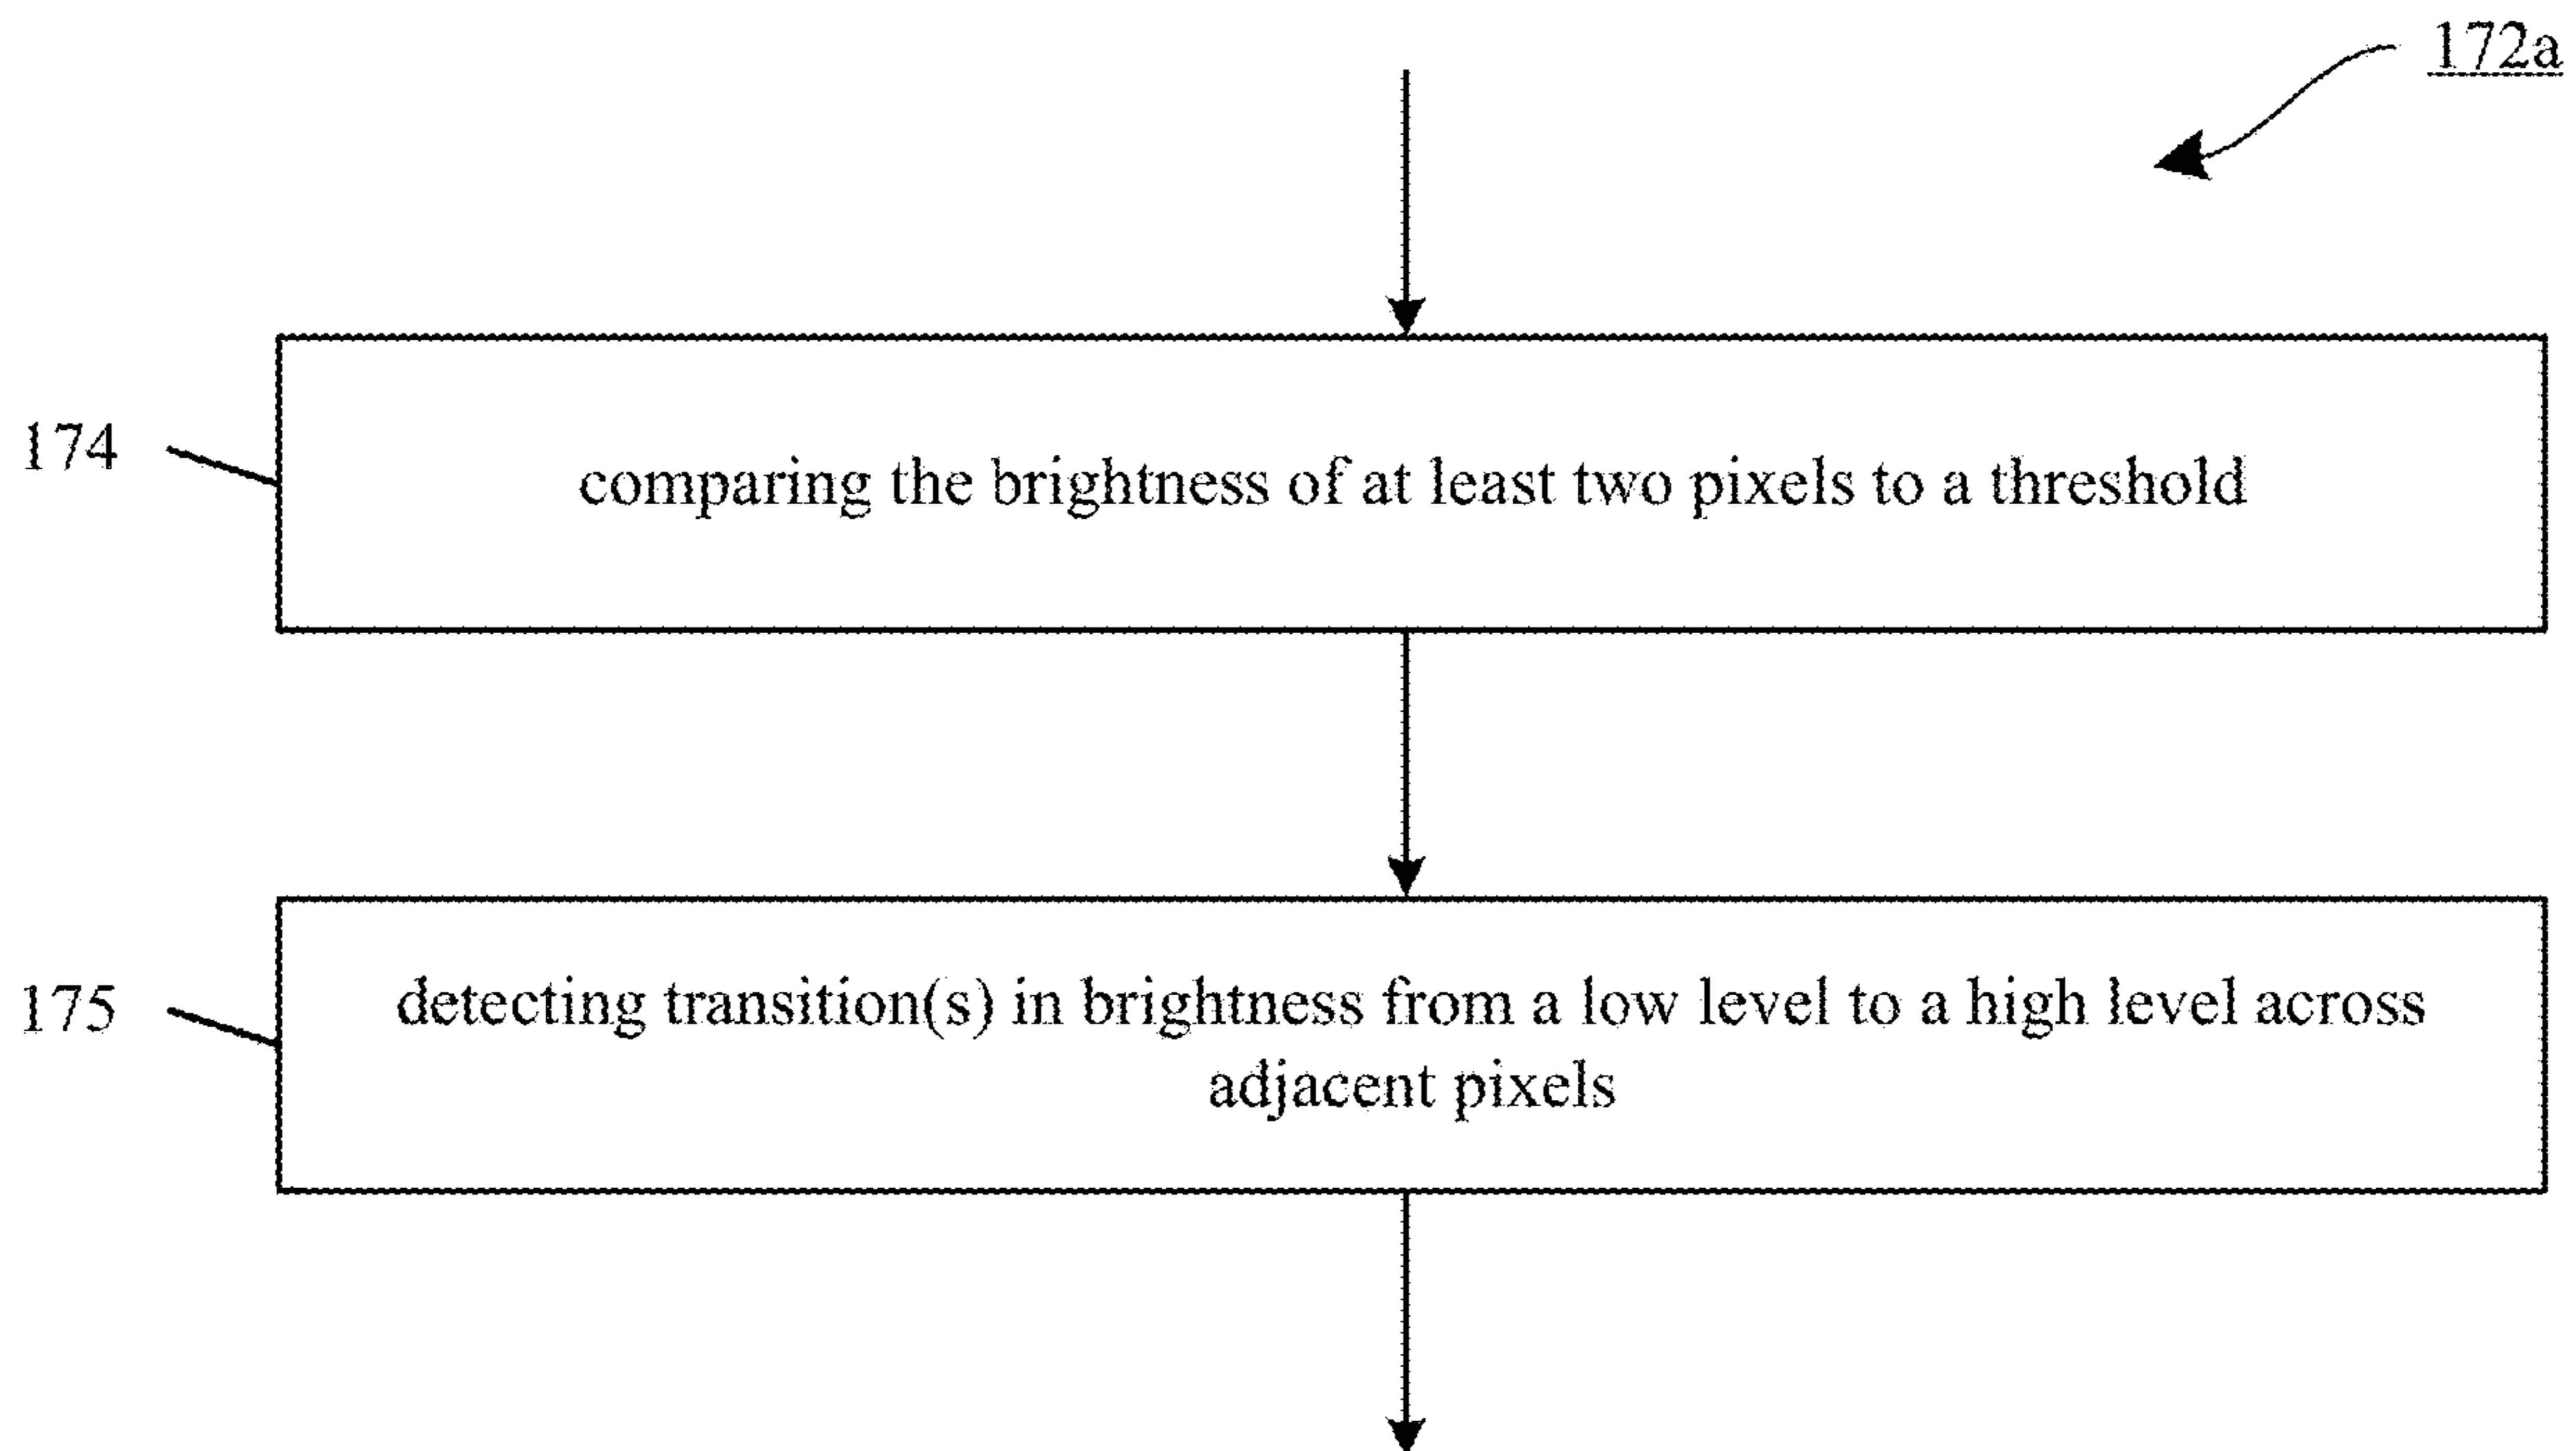 172a
174
comparing the brightness of at least two pixels to a threshold
175
detecting transition(s) in brightness from a low level to a high level across
adjacent pixels